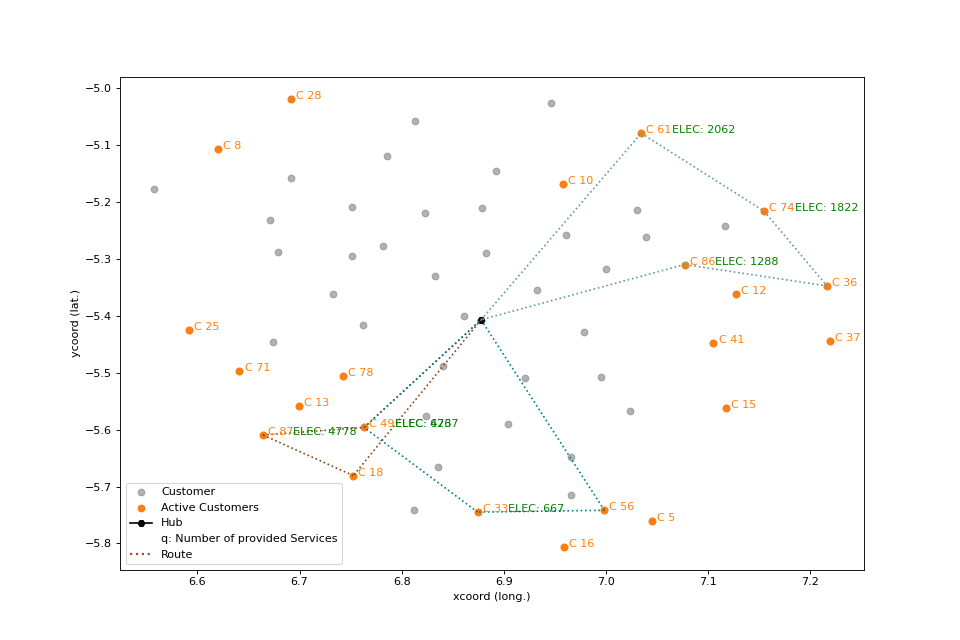 −5.0
−5.1
−5.2
−5.3
−5.4
−5.5
−5.6
−5.7
−5.8
ycoord (lat.)
C 28
C 8
C 61 ELEC: 2062
C 10
C 74 ELEC: 1822
C 86 ELEC: 1288
C 36
C 12
C 25
C 41
C 37
C 71
C 78
C 13
C 15
C 49 ELEC:
C 87 ELEC: 4778
C 18
C 33 ELEC: 667
C 56
C 5
C 16
Customer
Active Customers
Hub
q: Number of provided Services
Route
6.6
6.7
6.8
6.9
7.0
7.1
7.2
xcoord (long.)